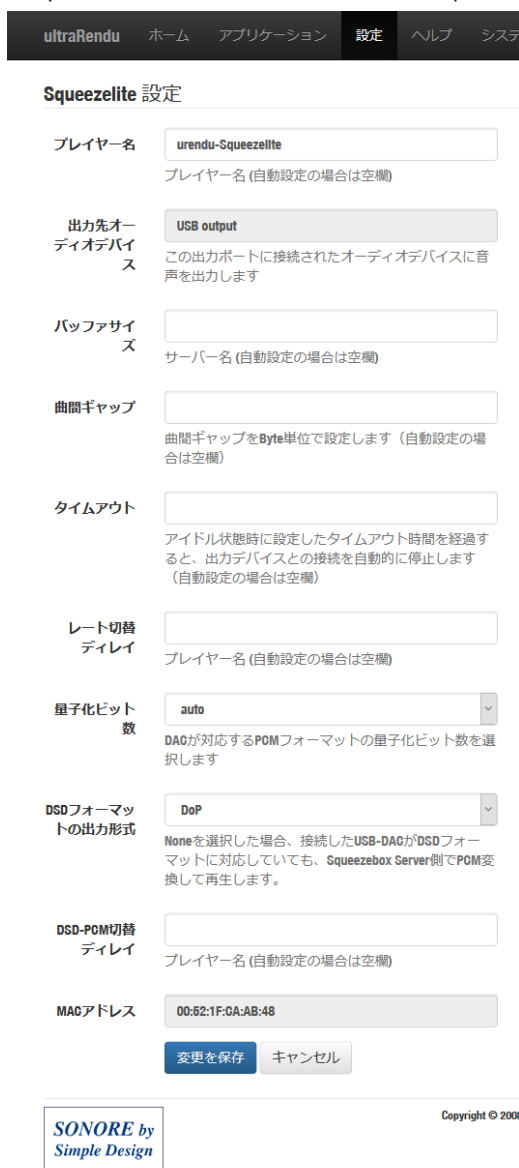 ultraRendu ホーム アプリケーション 設定 ヘルプ システ
Squeezelite 設定
プレイヤー名
urendu-Squeezelite
プレイヤー名 (自動設定の場合は空欄)
出力先オー
ディオデバイ
ス
USB output
この出力ポートに接続されたオーディオデバイスに音
声を出力します
バッファサイ
ズ
サーバー名 (自動設定の場合は空欄)
曲間ギャップ
曲間ギャップをByte単位で設定します（自動設定の場
合は空欄）
タイムアウト
アイドル状態時に設定したタイムアウト時間を経過す
ると、出力デバイスとの接続を自動的に停止します
（自動設定の場合は空欄）
レート切替
ディレイ
プレイヤー名 (自動設定の場合は空欄)
量子化ビット
数
auto
DACが対応するPCMフォーマットの量子化ビット数を選
択します
DSDフォーマッ
トの出力形式
DoP
Noneを選択した場合、接続したUSB-DACがDSDフォー
マットに対応していても、Squeezebox Server側でPCM変
換して再生します。
DSD-PCM切替
ディレイ
プレイヤー名 (自動設定の場合は空欄)
MACアドレス
00:62:1F:CA:AB:48
変更を保存 キャンセル
SONORE by
Simple Design
Copyright © 2008